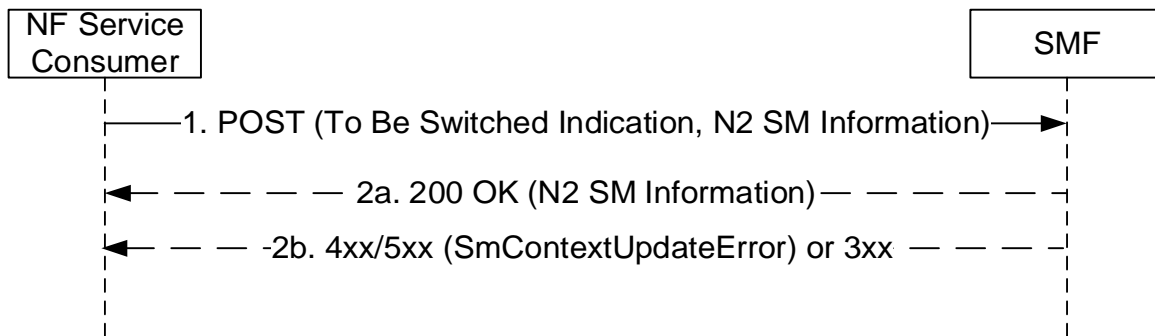 NF Service
Consumer
SMF
1. POST (To Be Switched Indication, N2 SM Information)
2a. 200 OK (N2 SM Information)
2b. 4xx/5xx (SmContextUpdateError) or 3xx